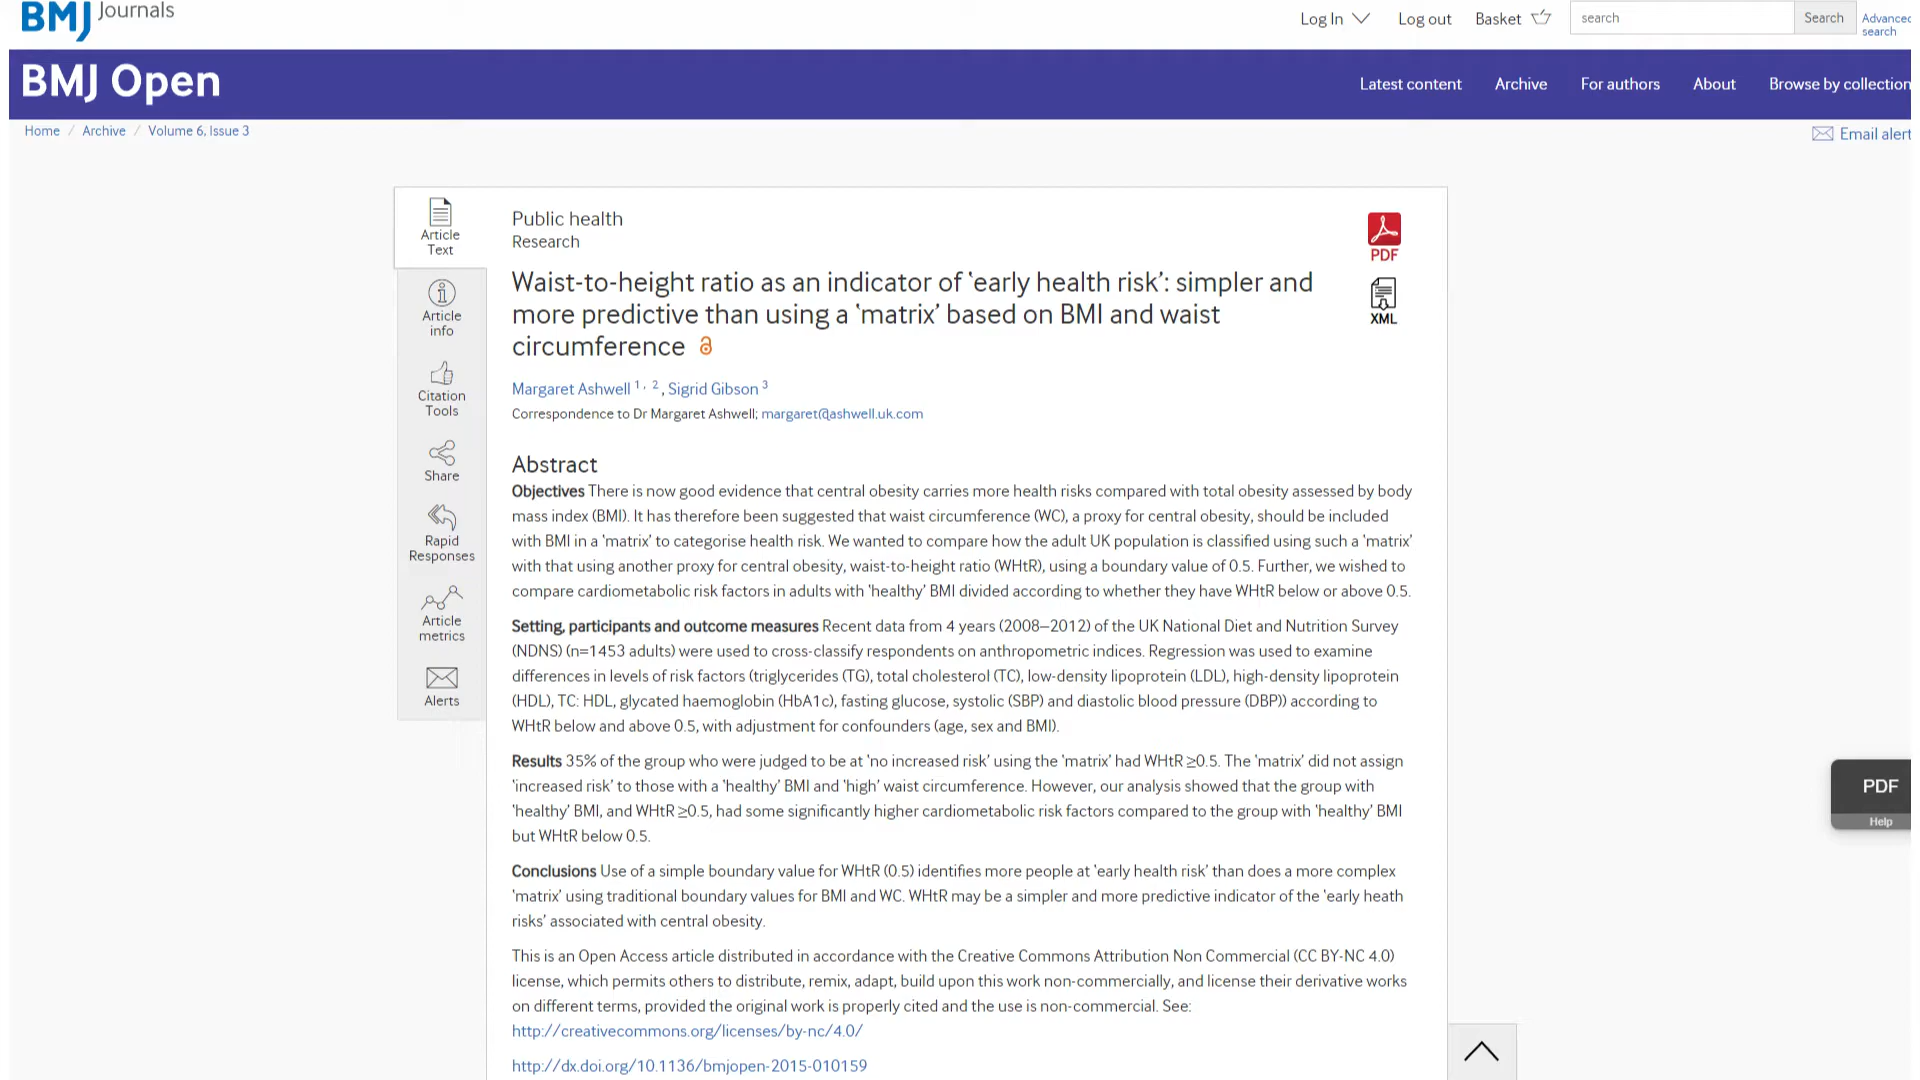 BMJ Journals
Log In
Log out
Basket
search
Search
Advanced
search
BMJ Open
Latest content
Archive
For authors
About
Browse by collection
Home / Archive / Volume 6, Issue 3
Email alert
Article
Text
Article
info
Citation
Tools
Share
Rapid
Responses
Article
metrics
Alerts
Public health
Research
PDF
XML
Waist-to-height ratio as an indicator of ‘early health risk’: simpler and
more predictive than using a ‘matrix’ based on BMI and waist
circumference
Margaret Ashwell 1, 2, Sigrid Gibson 3
Correspondence to Dr Margaret Ashwell; margaret@ashwell.uk.com
Abstract
Objectives There is now good evidence that central obesity carries more health risks compared with total obesity assessed by body
mass index (BMI). It has therefore been suggested that waist circumference (WC), a proxy for central obesity, should be included
with BMI in a ‘matrix’ to categorise health risk. We wanted to compare how the adult UK population is classified using such a ‘matrix’
with that using another proxy for central obesity, waist-to-height ratio (WHtR), using a boundary value of 0.5. Further, we wished to
compare cardiometabolic risk factors in adults with ‘healthy’ BMI divided according to whether they have WHtR below or above 0.5.
Setting, participants and outcome measures Recent data from 4 years (2008–2012) of the UK National Diet and Nutrition Survey
(NDNS) (n=1453 adults) were used to cross-classify respondents on anthropometric indices. Regression was used to examine
differences in levels of risk factors (triglycerides (TG), total cholesterol (TC), low-density lipoprotein (LDL), high-density lipoprotein
(HDL), TC: HDL, glycated haemoglobin (HbA1c), fasting glucose, systolic (SBP) and diastolic blood pressure (DBP)) according to
WHtR below and above 0.5, with adjustment for confounders (age, sex and BMI).
Results 35% of the group who were judged to be at ‘no increased risk’ using the ‘matrix’ had WHtR ≥0.5. The ‘matrix’ did not assign
‘increased risk’ to those with a ‘healthy’ BMI and ‘high’ waist circumference. However, our analysis showed that the group with
‘healthy’ BMI, and WHtR ≥0.5, had some significantly higher cardiometabolic risk factors compared to the group with ‘healthy’ BMI
but WHtR below 0.5.
Conclusions Use of a simple boundary value for WHtR (0.5) identifies more people at ‘early health risk’ than does a more complex
‘matrix’ using traditional boundary values for BMI and WC. WHtR may be a simpler and more predictive indicator of the ‘early heath
risks’ associated with central obesity.
This is an Open Access article distributed in accordance with the Creative Commons Attribution Non Commercial (CC BY-NC 4.0)
license, which permits others to distribute, remix, adapt, build upon this work non-commercially, and license their derivative works
on different terms, provided the original work is properly cited and the use is non-commercial. See:
http://creativecommons.org/licenses/by-nc/4.0/
http://dx.doi.org/10.1136/bmjopen-2015-010159
PDF
Help